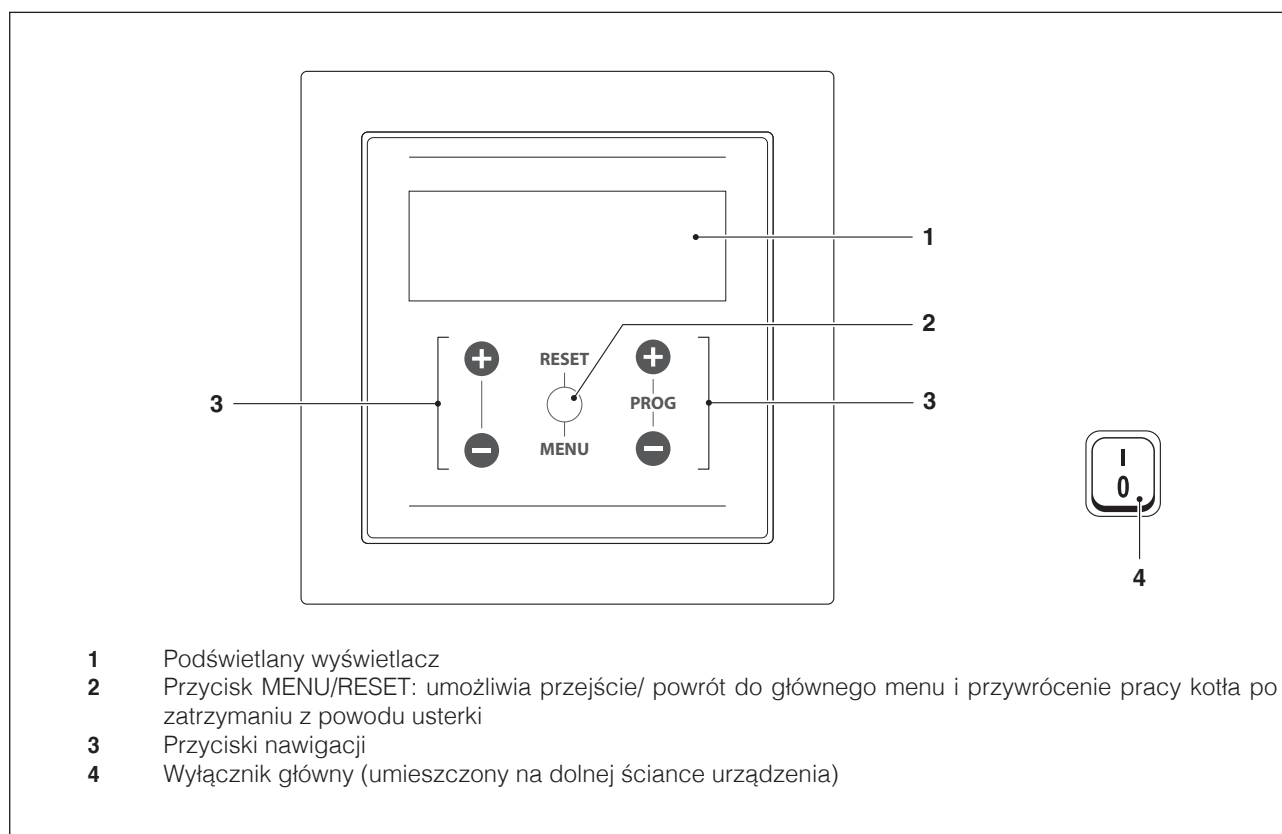 1
2
RESET
PROG
MENU
3
3
I
0
4
1 Podświetlany wyświetlacz
2 Przycisk MENU/RESET: umożliwia przejście/ powrót do głównego menu i przywrócenie pracy kotła po
zatrzymaniu z powodu usterki
3 Przyciski nawigacji
4 Wyłącznik główny (umieszczony na dolnej ściance urządzenia)